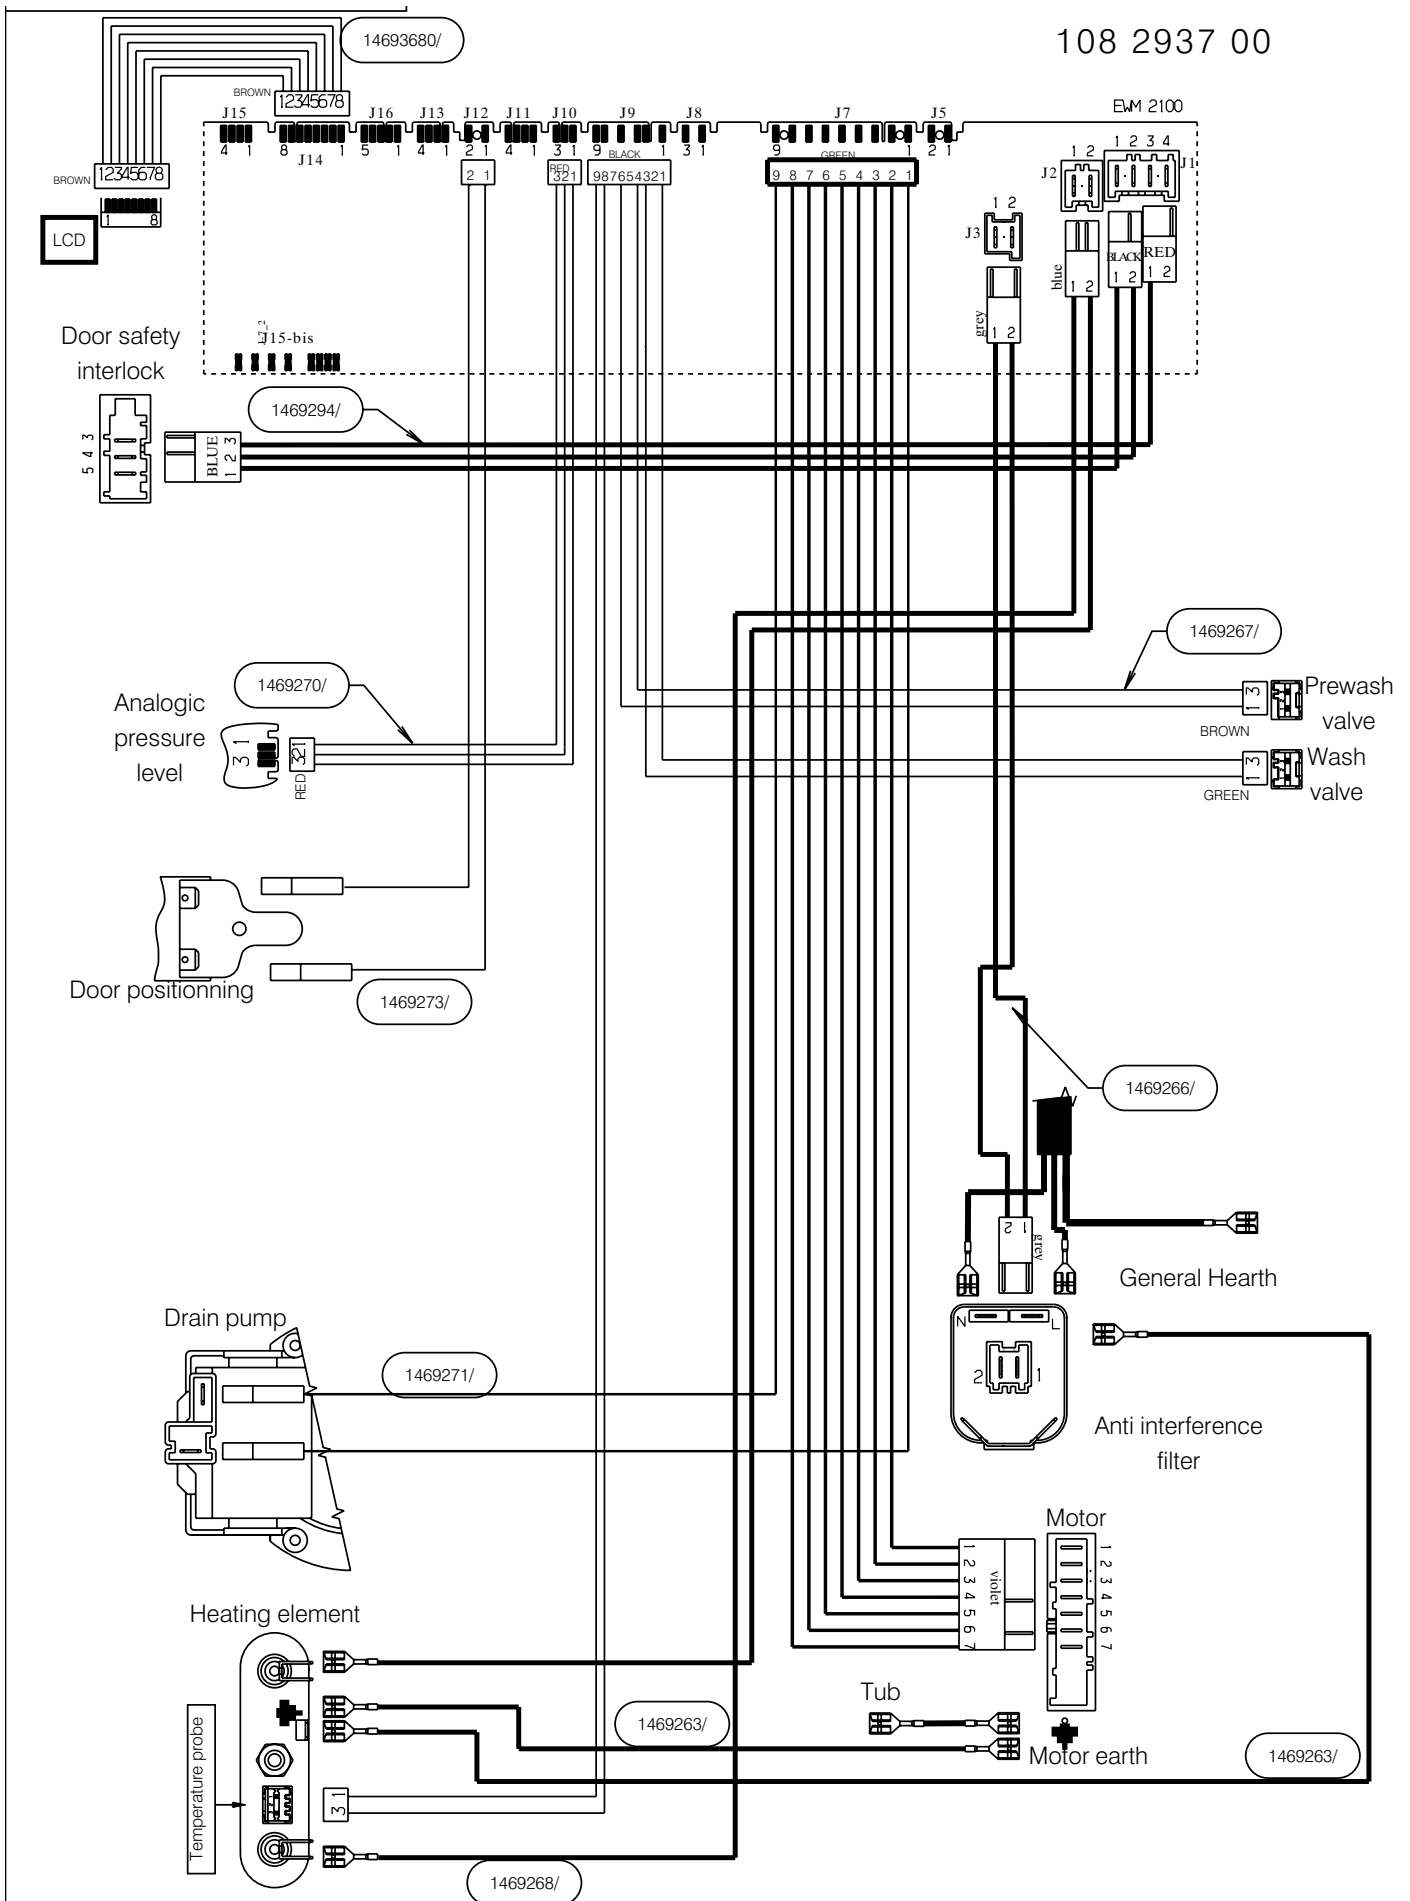 14693680/
108 2937 00
BROWN
12345678
EWM 2100
J15
J14
J16
J13
J12
J11
J10
J9
J8
J7
J5
4 1
8 1
5 1
4 1
2 1
4 1
3 1
9 1
3 1
9 1
2 1
BLACK
GREEN
RED
2 1
321
987654321
9 8 7 6 5 4 3 2 1
BROWN
12345678
1 8
LCD
J2
1 2
1 2 3 4
J1
J3
1 2
blue
1 2
BLACK
1 2
RED
1 2
grey
1 2
J15-bis
Door safety
interlock
3
4
5
BLUE
1 2 3
1469294/
1469267/
Prewash
valve
1 3
BROWN
Wash
valve
1 3
GREEN
Analogic
pressure
level
3 1
321
RED
1469270/
Door positionning
1469273/
1469266/
2 1
grey
General Hearth
N L
2 1
Anti interference
filter
Drain pump
1469271/
Motor
violet
1
2
3
4
5
6
7
1
2
3
4
5
6
7
Heating element
Temperature probe
3 1
1469263/
Tub
Motor earth
1469263/
1469268/